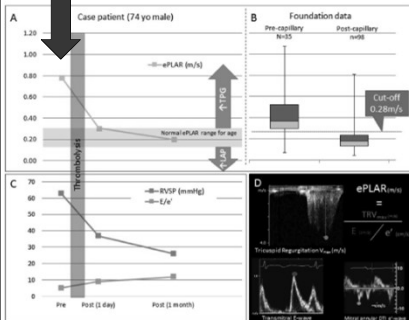 A
Case patient (74 yo male)
1.20
1.00
0.80
0.60
0.40
0.20
0.00
ePLAR (m/s)
↑TPG
Normal ePLAR range for age
↑LAP
Thrombolysis
B
Foundation data
Pre-capillary
N=35
Post-capillary
n=98
Cut-off
0.28m/s
C
70
60
50
40
30
20
10
0
RVSP (mmHg)
E/e'
Pre
Post (1 day)
Post (1 month)
D
ePLAR(m/s)
=
TRVmax (m/s)
E / e'
Tricuspid Regurgitation Vmax (m/s)
Transmitral E-wave
Mitral annular DTI e'-wave